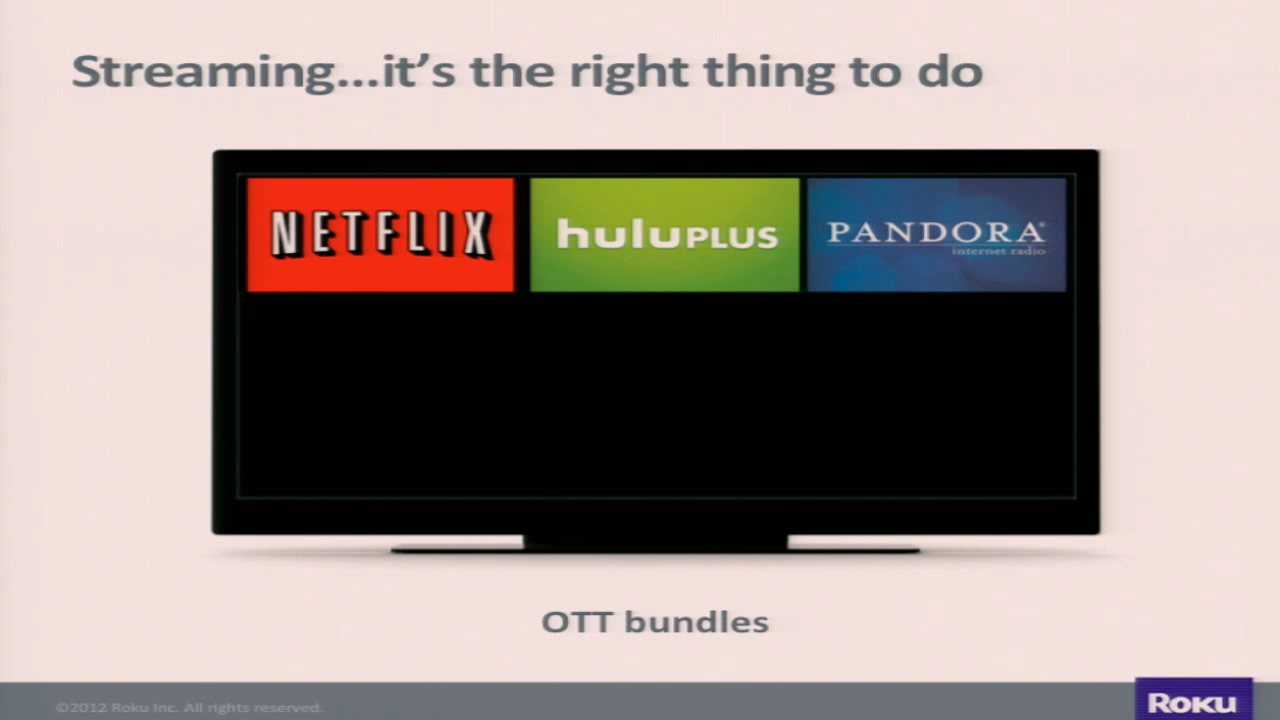 Streaming...it's the right thing to do
NETFLIX
huluPLUS
PANDORA®
internet radio
OTT bundles
©2012 Roku Inc. All rights reserved.
ROKU